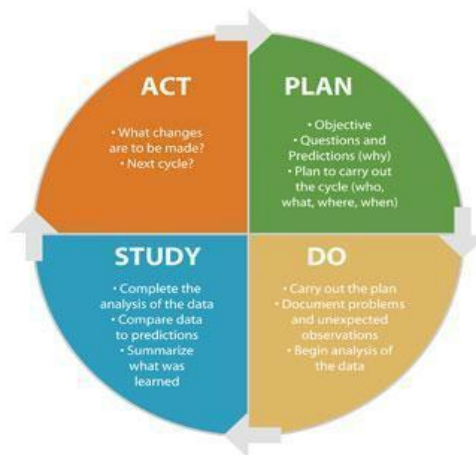 ACT
• What changes
are to be made?
• Next cycle?
PLAN
• Objective
• Questions and
Predictions (why)
• Plan to carry out
the cycle (who,
what, where, when)
STUDY
• Complete the
analysis of the data
• Compare data
to predictions
• Summarize
what was
learned
DO
• Carry out the plan
• Document problems
and unexpected
observations
• Begin analysis of
the data